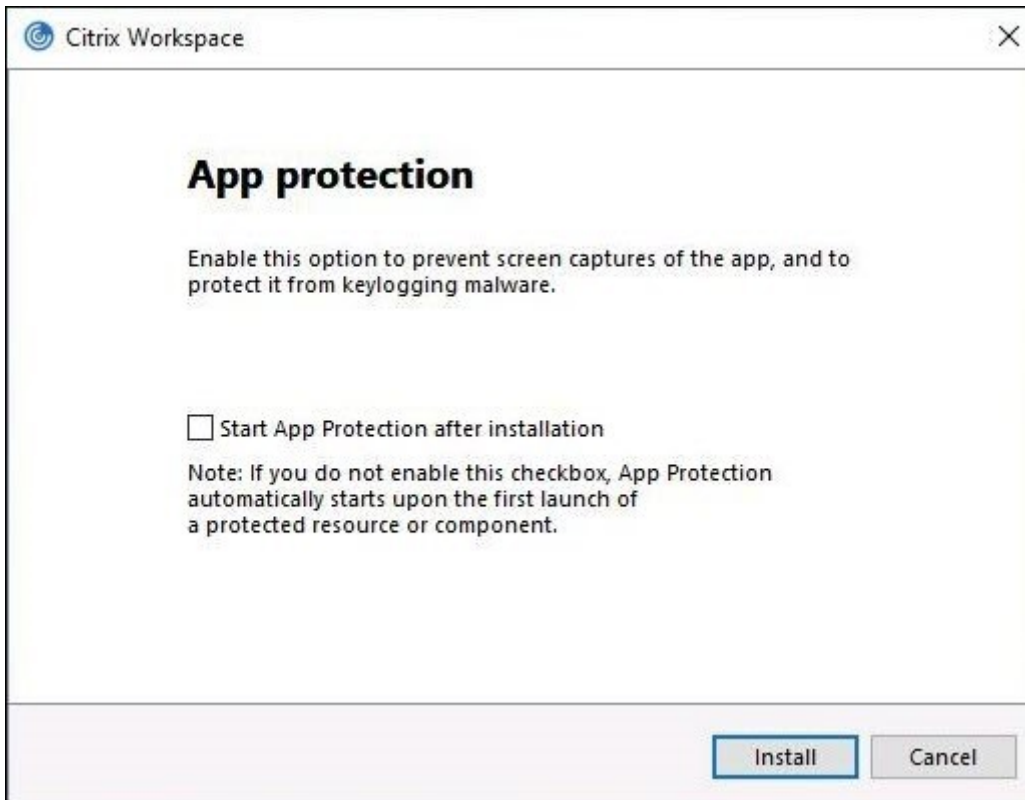 Citrix Workspace
App protection
Enable this option to prevent screen captures of the app, and to
protect it from keylogging malware.
Start App Protection after installation
Note: If you do not enable this checkbox, App Protection
automatically starts upon the first launch of
a protected resource or component.
Install
Cancel